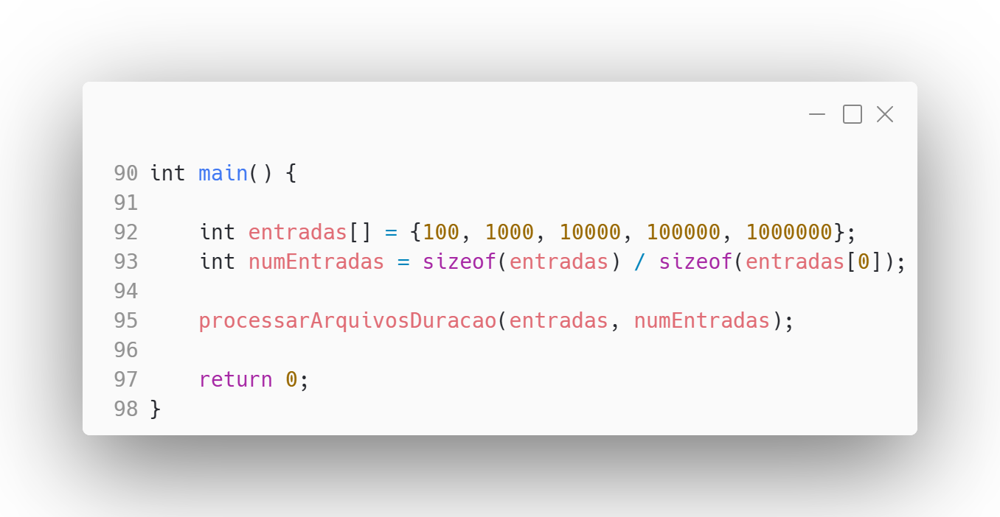 90 int main() {
91
92     int entradas[] = {100, 1000, 10000, 100000, 1000000};
93     int numEntradas = sizeof(entradas) / sizeof(entradas[0]);
94
95     processarArquivosDuracao(entradas, numEntradas);
96
97     return 0;
98 }